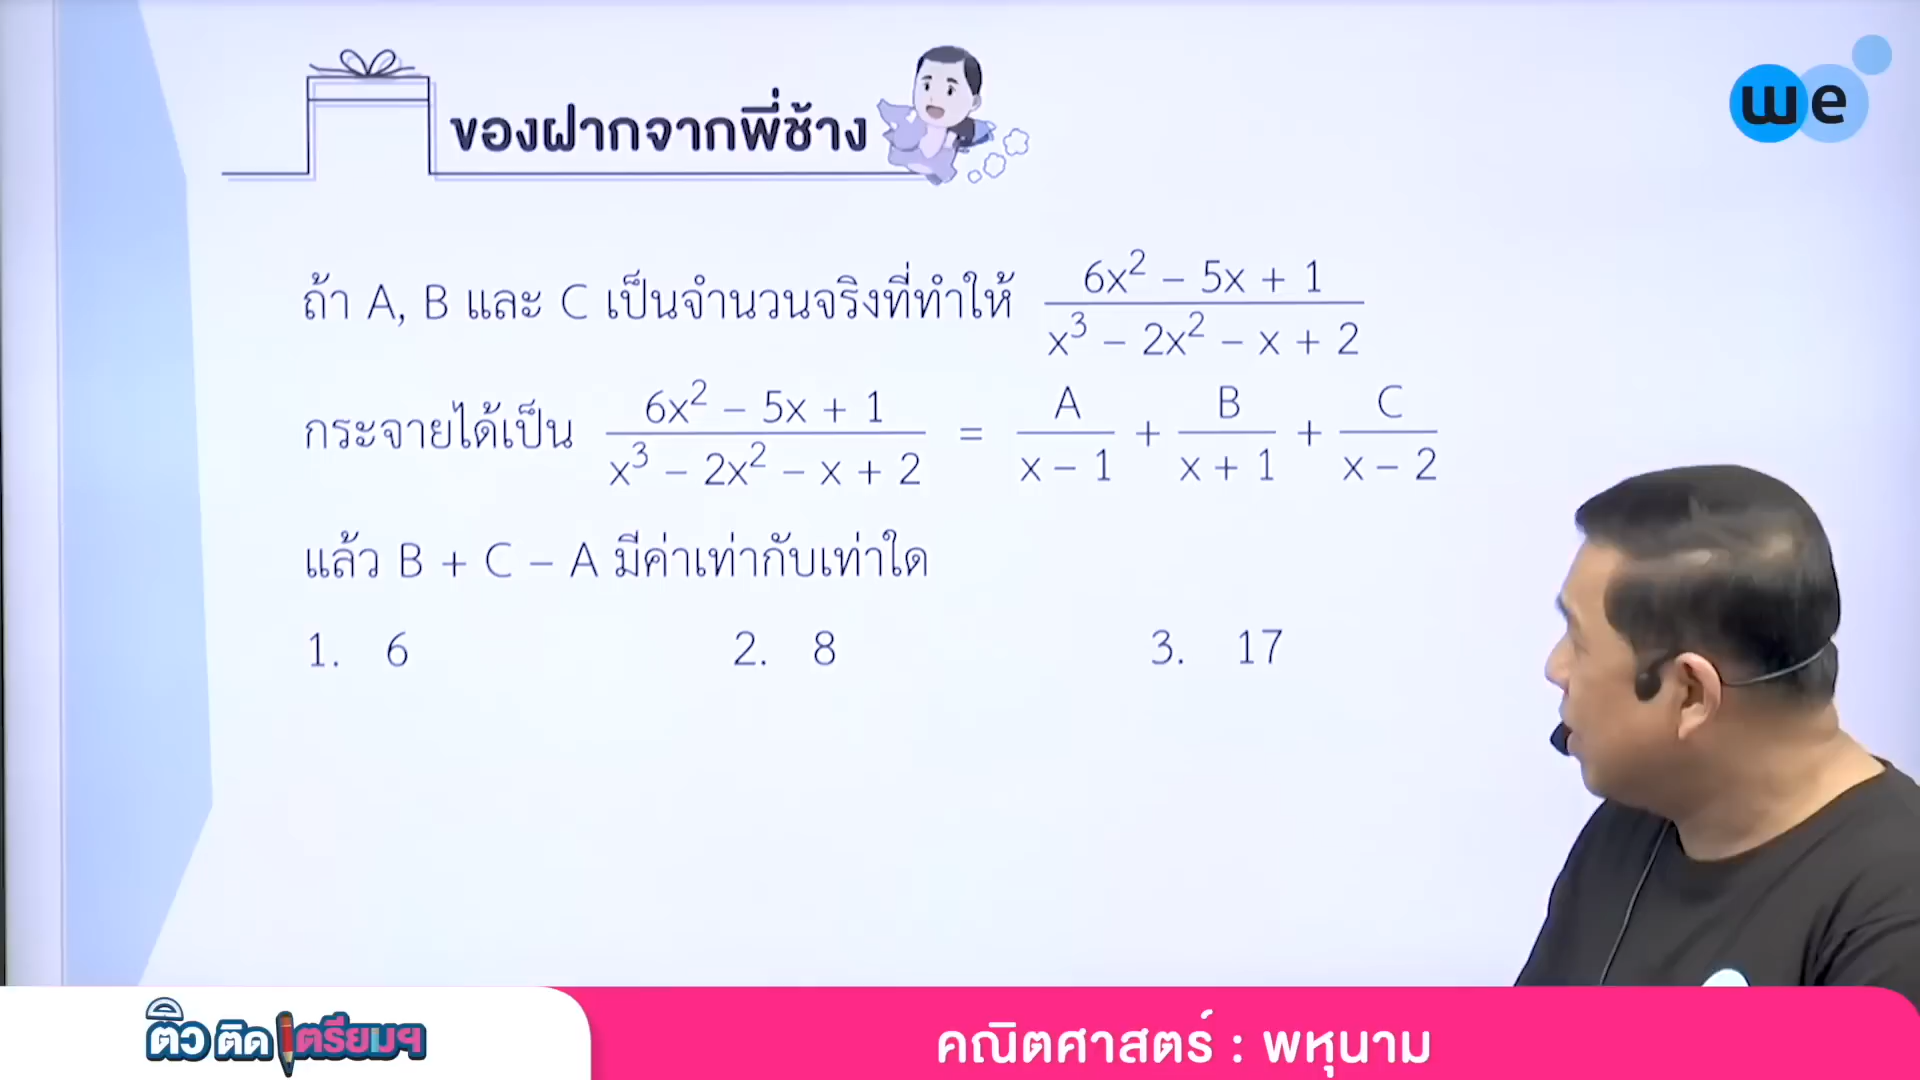 we
ของฝากจากพี่ช้าง
ถ้า A, B และ C เป็นจำนวนจริงที่ทำให้ (6x² – 5x + 1)/(x³ – 2x² – x + 2)
กระจายได้เป็น (6x² – 5x + 1)/(x³ – 2x² – x + 2) = A/(x – 1) + B/(x + 1) + C/(x – 2)
แล้ว B + C – A มีค่าเท่ากับเท่าใด
1. 6 2. 8 3. 17
ติว ติด เตรียมฯ
คณิตศาสตร์ : พหุนาม